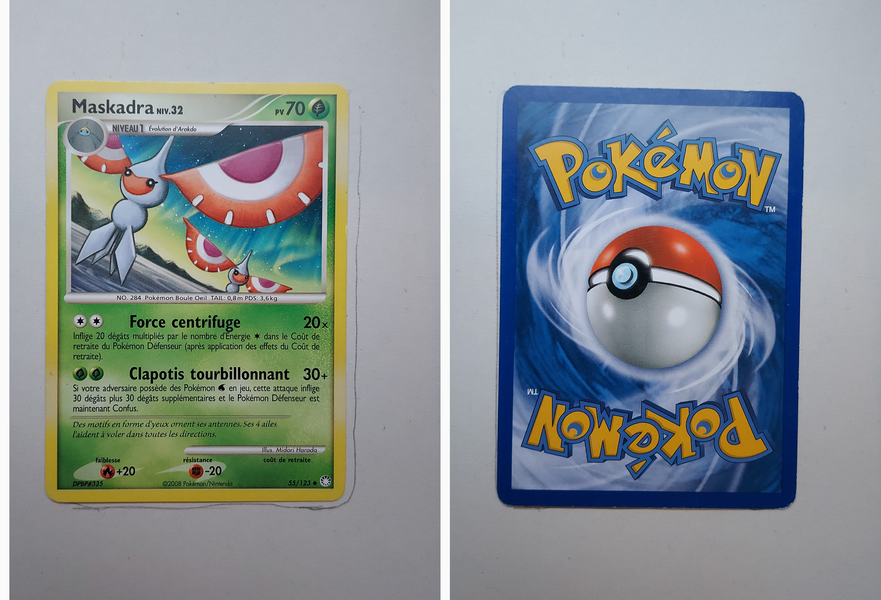 Maskadra NIV.32
PV 70
NIVEAU 1 Évolution d'Arakdo
NO. 284 Pokémon Boule Oeil TAIL: 0,8m PDS: 3,6kg
Force centrifuge 20x
Inflige 20 dégâts multipliés par le nombre d'Énergie dans le Coût de
retraite du Pokémon Défenseur (après application des effets du Coût de
retraite).
Clapotis tourbillonnant 30+
Si votre adversaire possède des Pokémon en jeu, cette attaque inflige
30 dégâts plus 30 dégâts supplémentaires et le Pokémon Défenseur est
maintenant Confus.
Des motifs en forme d'yeux ornent ses antennes. Ses 4 ailes
l'aident à voler dans toutes les directions.
Illus. Midori Harada
faiblesse résistance coût de retraite
+20 -20
DPBP#335 ©2008 Pokémon/Nintendo 55/123
POKéMON
TM
TM
POKéMON